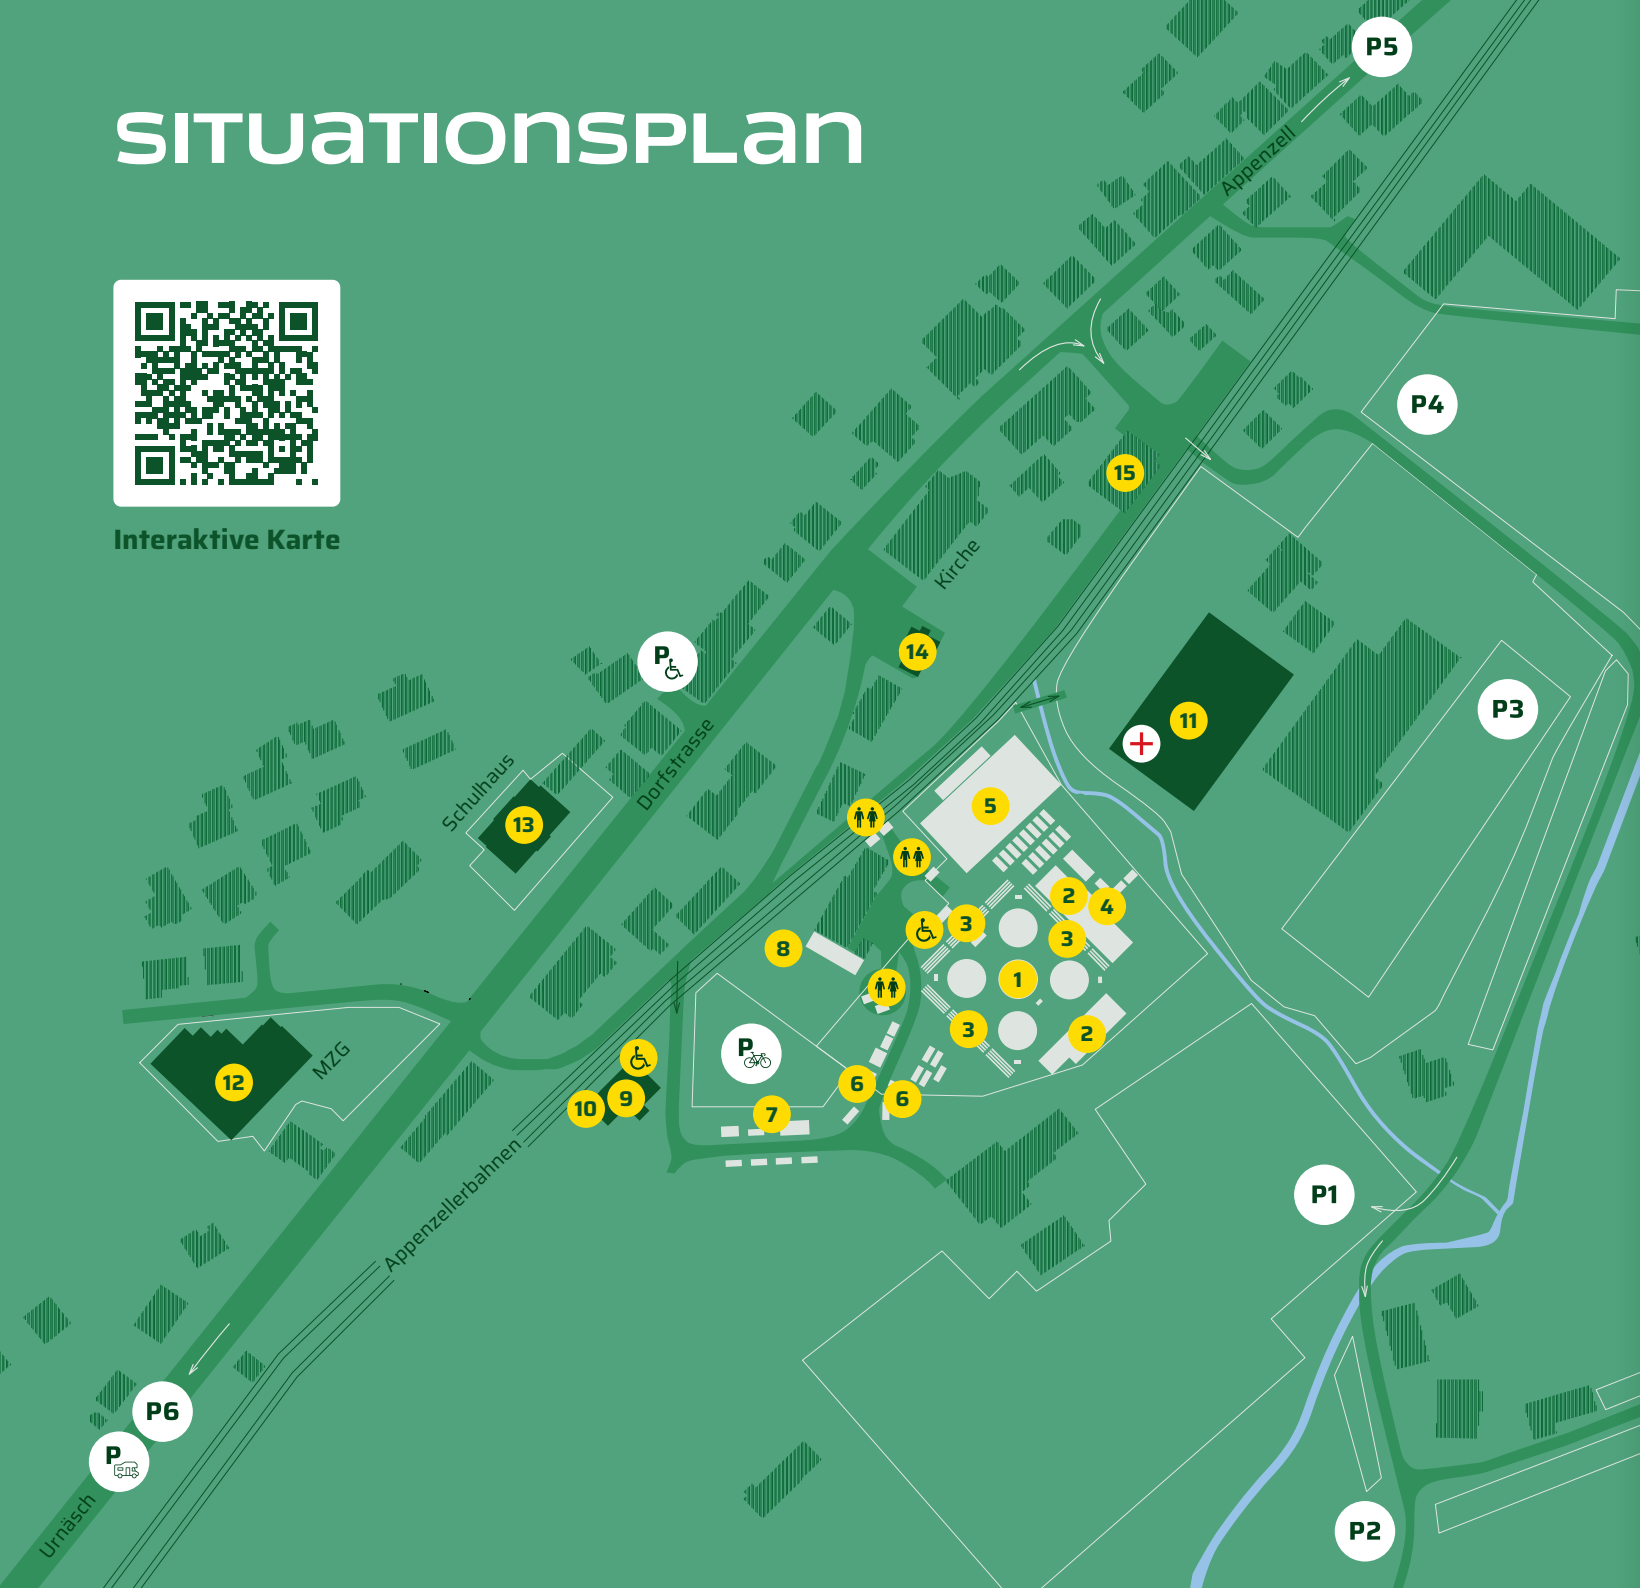 P5
SITUATIONSPLAN
Appenzell
P4
15
Interaktive Karte
Kirche
14
P
P3
11
Dorfstrasse
Schulhaus
5
13
2
4
3
3
8
1
3
2
P
MZG
12
6
6
10
9
7
Appenzellerbahnen
P1
P6
P
Urnäsch
P2